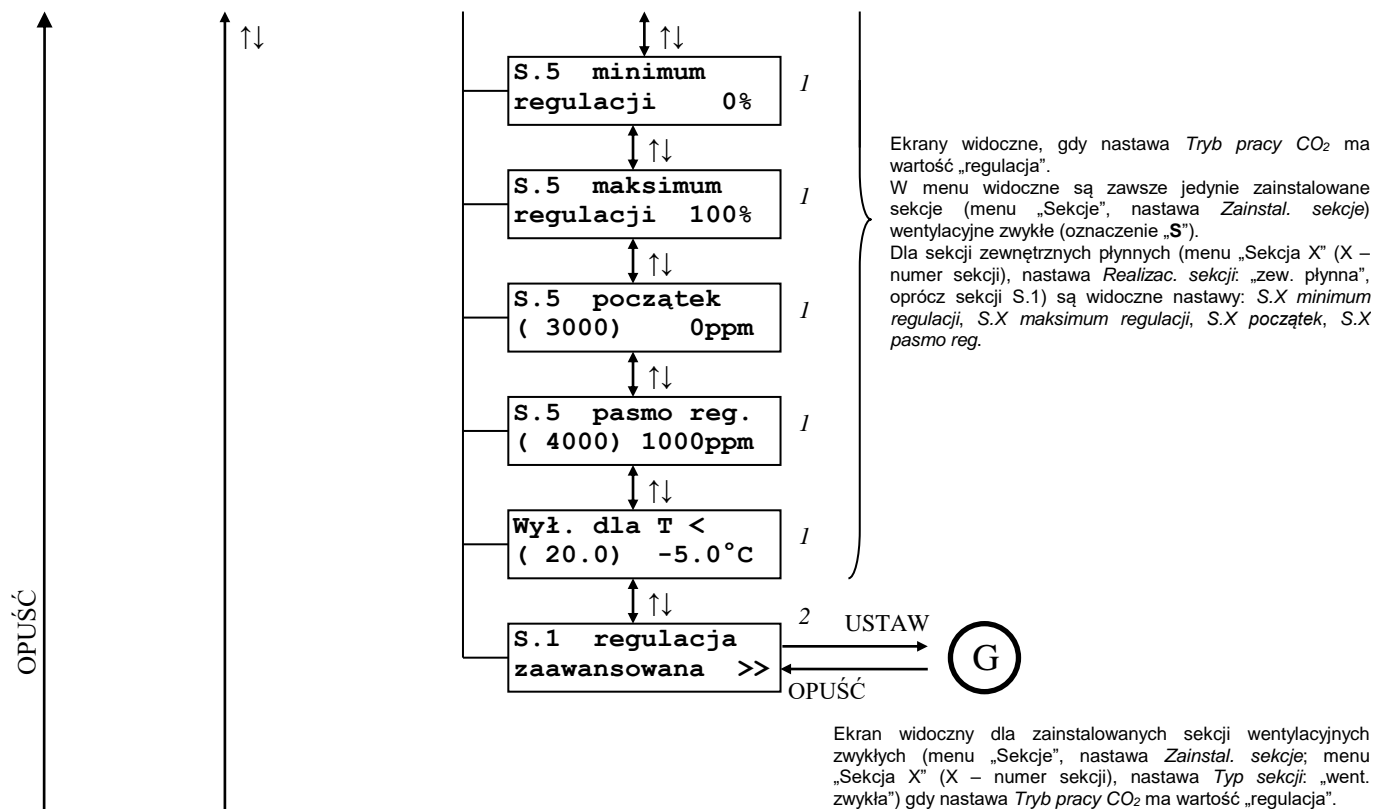 ↑↓
↑↓
S.5 minimum
regulacji 0%
1
↑↓
S.5 maksimum
regulacji 100%
1
↑↓
S.5 początek
( 3000) 0ppm
1
↑↓
S.5 pasmo reg.
( 4000) 1000ppm
1
↑↓
Wył. dla T <
( 20.0) -5.0°C
1
↑↓
S.1 regulacja
zaawansowana >>
2
USTAW
OPUŚĆ
G
OPUŚĆ
Ekrany widoczne, gdy nastawa Tryb pracy CO₂ ma
wartość „regulacja”.
W menu widoczne są zawsze jedynie zainstalowane
sekcje (menu „Sekcje”, nastawa Zainstal. sekcje)
wentylacyjne zwykłe (oznaczenie „S”).
Dla sekcji zewnętrznych płynnych (menu „Sekcja X” (X –
numer sekcji), nastawa Realizac. sekcji: „zew. płynna”,
oprócz sekcji S.1) są widoczne nastawy: S.X minimum
regulacji, S.X maksimum regulacji, S.X początek, S.X
pasmo reg.
Ekran widoczny dla zainstalowanych sekcji wentylacyjnych
zwykłych (menu „Sekcje”, nastawa Zainstal. sekcje; menu
„Sekcja X” (X – numer sekcji), nastawa Typ sekcji: „went.
zwykła”) gdy nastawa Tryb pracy CO₂ ma wartość „regulacja”.